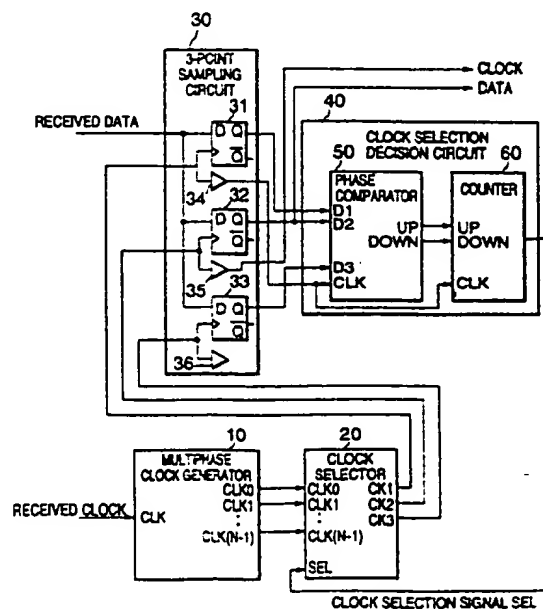 30
3-POINT
SAMPLING
CIRCUIT
CLOCK
DATA
RECEIVED DATA
31
D Q
Q
34
32
D Q
Q
35
33
D Q
Q
36
40
CLOCK SELECTION
DECISION CIRCUIT
50
PHASE
COMPARATOR
D1
D2
UP
DOWN
D3
CLK
60
COUNTER
UP
DOWN
CLK
10
MULTIPHASE
CLOCK GENERATOR
CLK0
CLK1
⋮
CLK(N-1)
RECEIVED CLOCK
CLK
20
CLOCK
SELECTOR
CLK0
CLK1
⋮
CLK(N-1)
CK1
CK2
CK3
SEL
CLOCK SELECTION SIGNAL SEL